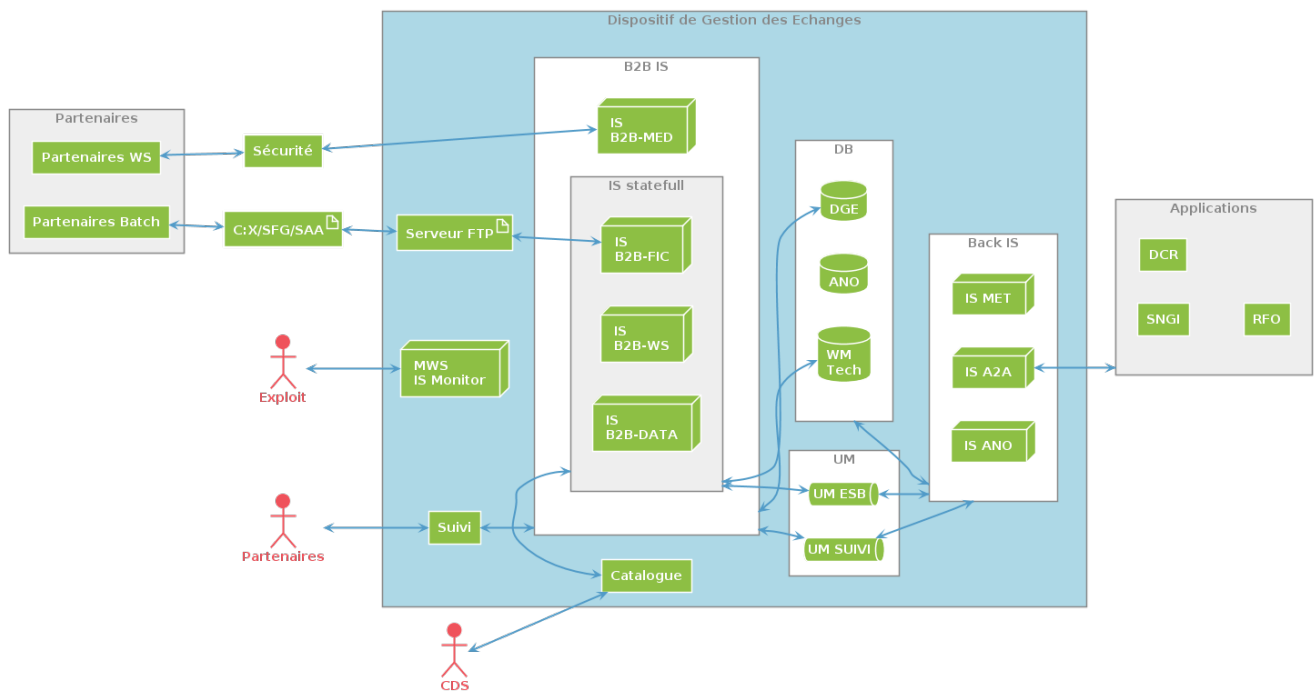 Dispositif de Gestion des Echanges
Partenaires
Partenaires WS
Partenaires Batch
Sécurité
C:X/SFG/SAA
Serveur FTP
Exploit
MWS
IS Monitor
Partenaires
Suivi
CDS
Catalogue
B2B IS
IS
B2B-MED
IS statefull
IS
B2B-FIC
IS
B2B-WS
IS
B2B-DATA
DB
DGE
ANO
WM
Tech
UM
UM ESB
UM SUIVI
Back IS
IS MET
IS A2A
IS ANO
Applications
DCR
SNGI
RFO